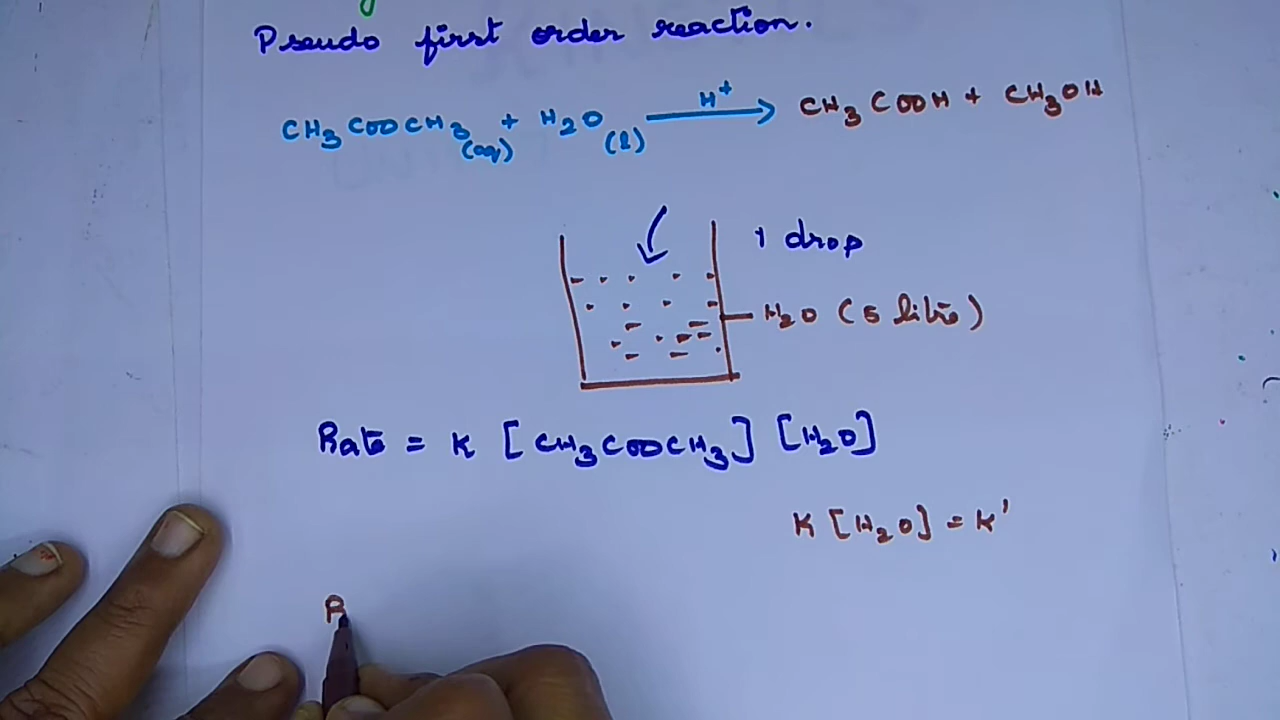 Pseudo first order reaction.
CH₃COOCH₃(aq) + H₂O(l) ⟶ CH₃COOH + CH₃OH
H⁺
1 drop
H₂O (5 litre)
Rate = K [CH₃COOCH₃] [H₂O]
K [H₂O] = K'
R